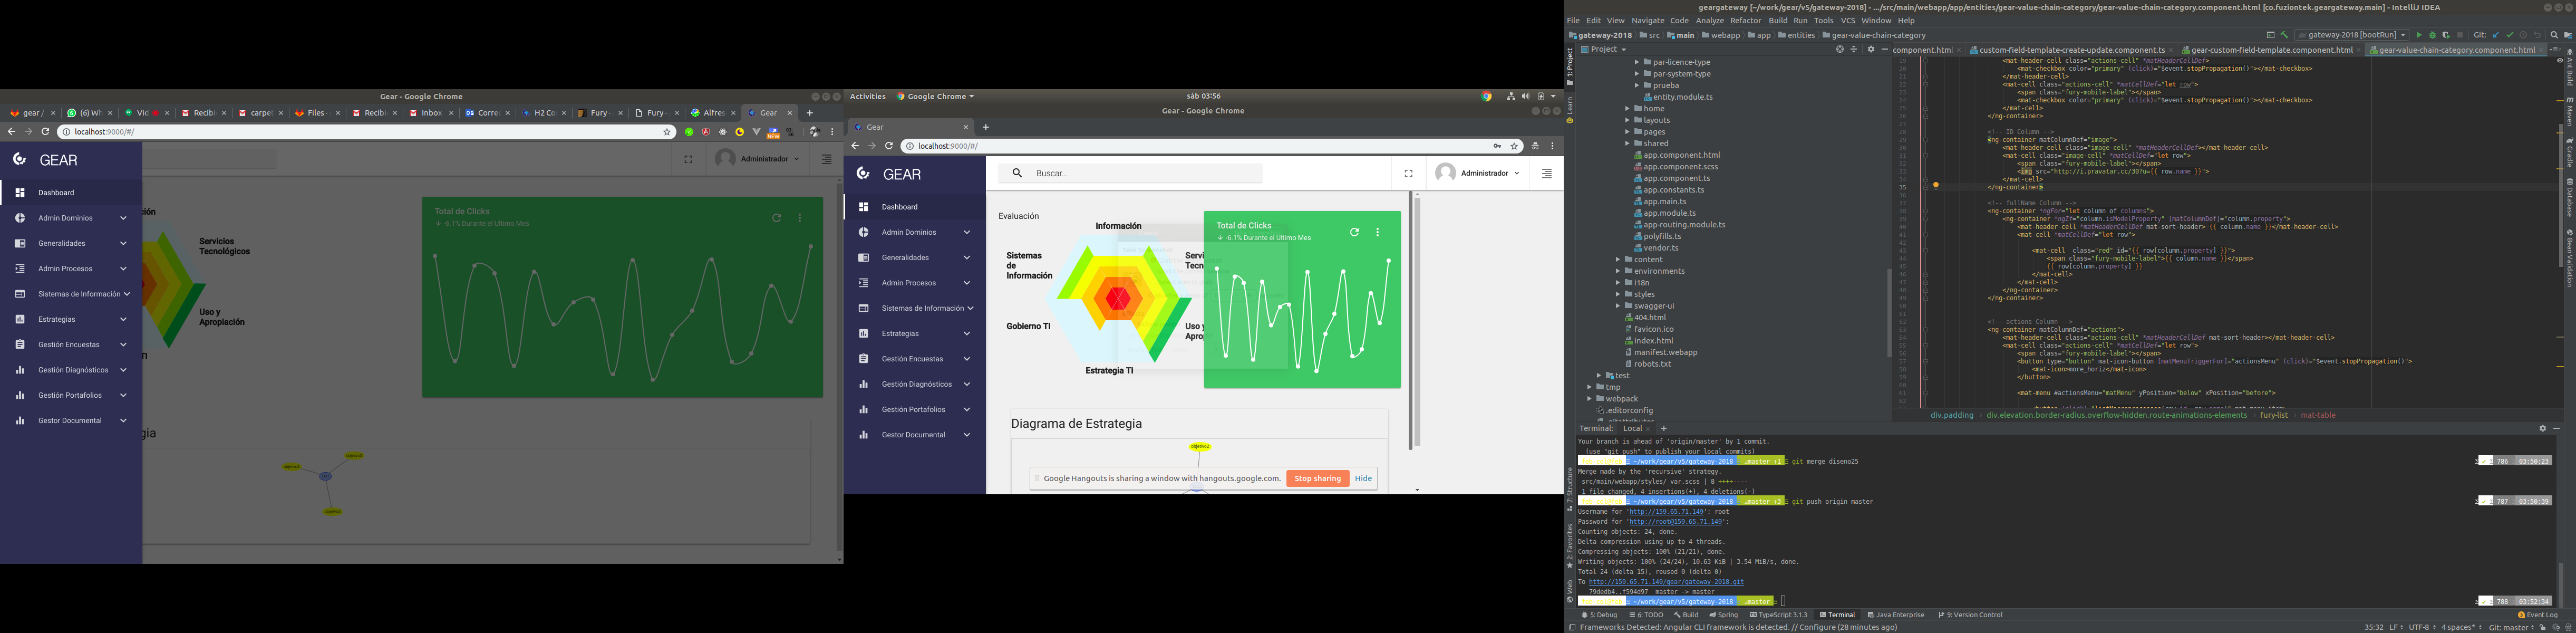 Gear - Google Chrome
gear /
(6) Wh
Vid
Recibi
carpet
Files -
Recibi
Inbox
Correc
H2 Co
Fury -
Fury -
Alfres
Gear
localhost:9000/#/
NEW
GEAR
Administrador
Dashboard
Admin Dominios
Generalidades
Admin Procesos
Sistemas de Información
Estrategias
Gestión Encuestas
Gestión Diagnósticos
Gestión Portafolios
Gestor Documental
Servicios
Tecnológicos
Uso y
Apropiación
Total de Clicks
-6.1% Durante el Ultimo Mes
Activities
Google Chrome
sáb 03:56
Gear - Google Chrome
Gear
localhost:9000/#/
GEAR
Buscar...
Administrador
Dashboard
Admin Dominios
Generalidades
Admin Procesos
Sistemas de Información
Estrategias
Gestión Encuestas
Gestión Diagnósticos
Gestión Portafolios
Gestor Documental
Evaluación
Información
Sistemas
de
Información
Gobierno TI
Estrategia TI
Uso y
Total de Clicks
-6.1% Durante el Ultimo Mes
Diagrama de Estrategia
Google Hangouts is sharing a window with hangouts.google.com.
Stop sharing
Hide
geargateway [~/work/gear/v5/gateway-2018] - .../src/main/webapp/app/entities/gear-value-chain-category/gear-value-chain-category.component.html [co.fuziontek.geargateway.main] - IntelliJ IDEA
File Edit View Navigate Code Analyze Refactor Build Run Tools VCS Window Help
gateway-2018 src main webapp app entities gear-value-chain-category
gateway-2018 [bootRun]
Git:
Project
component.html
custom-field-template-create-update.component.ts
gear-custom-field-template.component.html
gear-value-chain-category.component.html
par-licence-type
par-system-type
prueba
entity.module.ts
home
layouts
pages
shared
app.component.html
app.component.scss
app.component.ts
app.constants.ts
app.main.ts
app.module.ts
app-routing.module.ts
polyfills.ts
vendor.ts
content
environments
i18n
styles
swagger-ui
404.html
favicon.ico
index.html
manifest.webapp
robots.txt
test
tmp
webpack
.editorconfig
<mat-header-cell class="actions-cell" *matHeaderCellDef>
<mat-checkbox color="primary" (click)="$event.stopPropagation()"></mat-checkbox>
</mat-header-cell>
<mat-cell class="actions-cell" *matCellDef="let row">
<span class="fury-mobile-label"></span>
<mat-checkbox color="primary" (click)="$event.stopPropagation()"></mat-checkbox>
</mat-cell>
</ng-container>
<!-- ID Column -->
<ng-container matColumnDef="image">
<mat-header-cell class="image-cell" *matHeaderCellDef></mat-header-cell>
<mat-cell class="image-cell" *matCellDef="let row">
<span class="fury-mobile-label"></span>
<img src="http://i.pravatar.cc/30?u={{ row.name }}">
</mat-cell>
</ng-container>
<!-- fullName Column -->
<ng-container *ngFor="let column of columns">
<ng-container *ngIf="column.isModelProperty" [matColumnDef]="column.property">
<mat-header-cell *matHeaderCellDef mat-sort-header> {{ column.name }}</mat-header-cell>
<mat-cell *matCellDef="let row">
<mat-cell class="red" id="{{ row[column.property] }}">
<span class="fury-mobile-label">{{ column.name }}</span>
{{ row[column.property] }}
</mat-cell>
</mat-cell>
</ng-container>
</ng-container>
<!-- actions Column -->
<ng-container matColumnDef="actions">
<mat-header-cell class="actions-cell" *matHeaderCellDef mat-sort-header></mat-header-cell>
<mat-cell class="actions-cell" *matCellDef="let row">
<span class="fury-mobile-label"></span>
<button type="button" mat-icon-button [matMenuTriggerFor]="actionsMenu" (click)="$event.stopPropagation()">
<mat-icon>more_horiz</mat-icon>
</button>
<mat-menu #actionsMenu="matMenu" yPosition="below" xPosition="before">
div.padding
div.elevation.border-radius.overflow-hidden.route-animations-elements
fury-list
mat-table
Terminal: Local
Your branch is ahead of 'origin/master' by 1 commit.
(use "git push" to publish your local commits)
~/work/gear/v5/gateway-2018 master git merge diseno25
786 03:50:23
Merge made by the 'recursive' strategy.
src/main/webapp/styles/_var.scss | 8 ++++----
1 file changed, 4 insertions(+), 4 deletions(-)
~/work/gear/v5/gateway-2018 master git push origin master
787 03:50:39
Username for 'http://159.65.71.149': root
Password for 'http://root@159.65.71.149':
Counting objects: 24, done.
Delta compression using up to 4 threads.
Compressing objects: 100% (21/21), done.
Writing objects: 100% (24/24), 10.63 KiB | 3.54 MiB/s, done.
Total 24 (delta 15), reused 0 (delta 0)
To http://159.65.71.149/gear/gateway-2018.git
79dedb4..f594d97 master -> master
~/work/gear/v5/gateway-2018 master
788 03:52:34
5: Debug 6: TODO Build Spring TypeScript 3.1.3 Terminal Java Enterprise 9: Version Control
Event Log
Frameworks Detected: Angular CLI framework is detected. // Configure (28 minutes ago)
35:32 LF UTF-8 4 spaces* Git: master
1: Project
Learn
Structure
2: Favorites
Web
Ant Build
Maven
Gradle
Database
Bean Validation